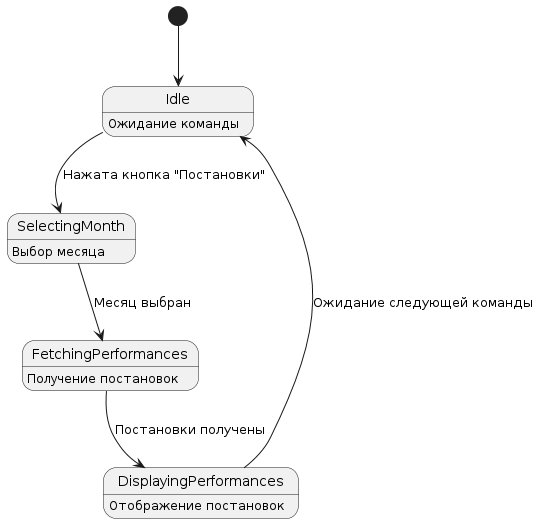 Idle
Ожидание команды
Нажата кнопка "Постановки"
SelectingMonth
Выбор месяца
Месяц выбран
Ожидание следующей команды
FetchingPerformances
Получение постановок
Постановки получены
DisplayingPerformances
Отображение постановок